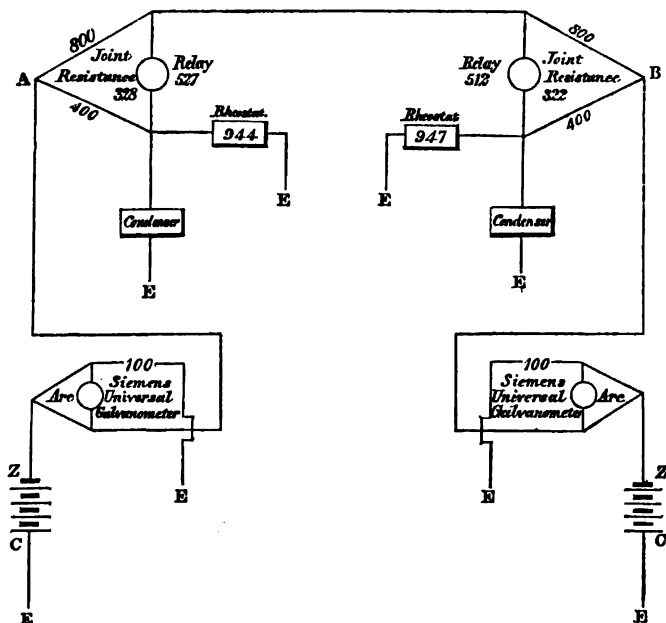 800
Joint
Resistance
328
400
A
Relay
527
Rheostat.
944
E
Condenser
E
Relay
512
Joint
Resistance
322
800
B
400
Rheostat
947
E
Condenser
E
100
Siemens
Universal
Galvanometer
Arc
E
Z
C
E
100
Siemens
Universal
Galvanometer
Arc
E
Z
C
E